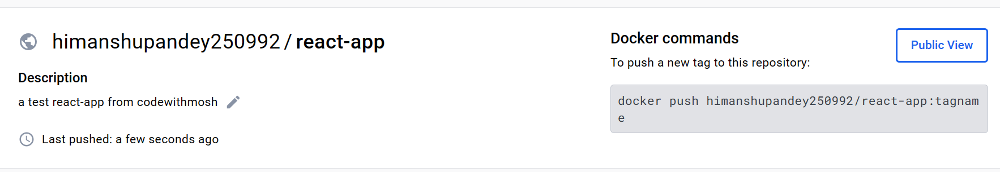 himanshupandey250992 / react-app
Description
a test react-app from codewithmosh
Last pushed: a few seconds ago
Docker commands
Public View
To push a new tag to this repository:
docker push himanshupandey250992/react-app:tagnam
e